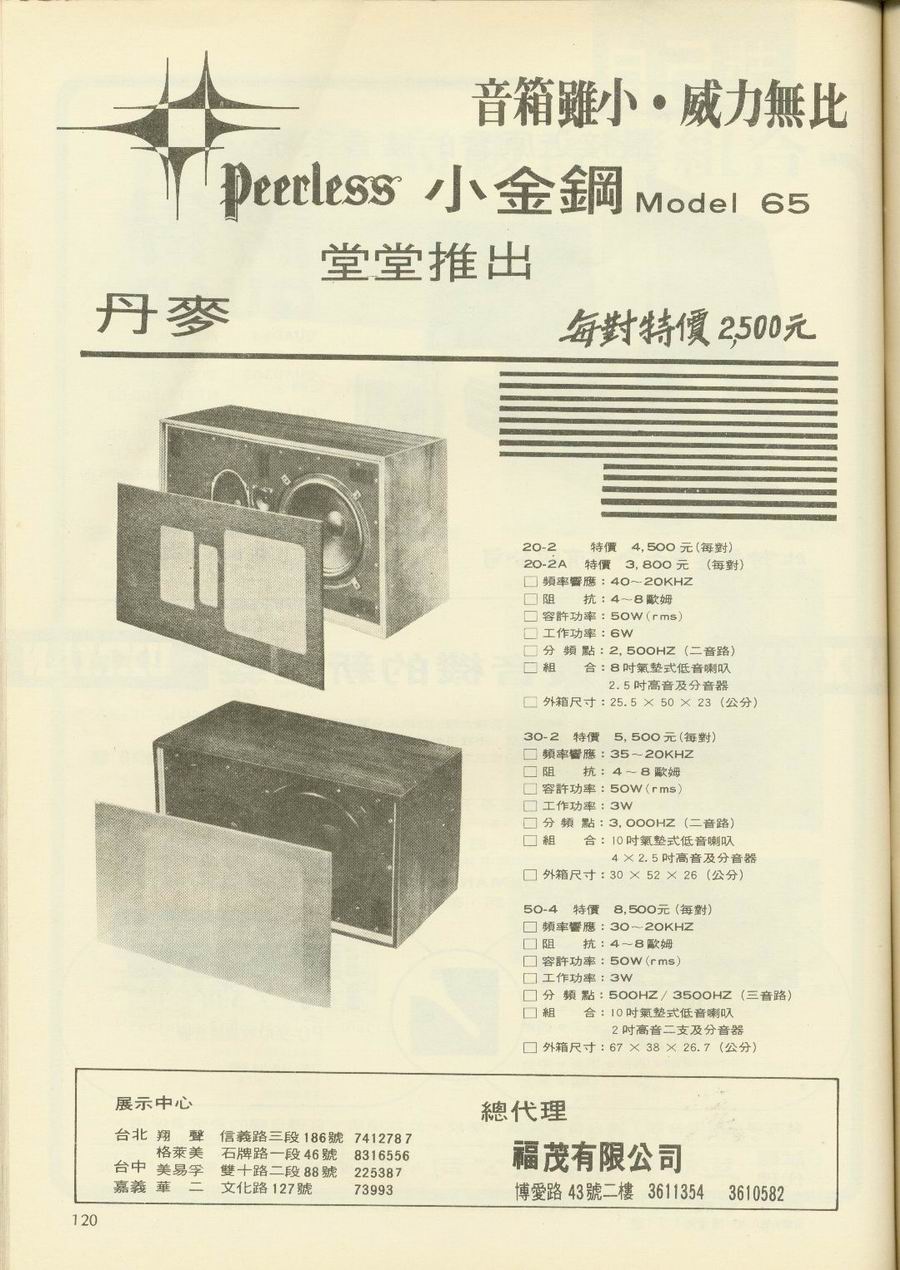 音箱雖小·威力無比
Peerless 小金鋼 Model 65
堂堂推出
丹麥
每對特價2,500元
20-2 特價 4,500元(每對)
20-2A 特價 3,800元 (每對)
□頻率響應:40~20KHZ
□阻 抗:4~8歐姆
□容許功率:50W(rms)
□工作功率:6W
□分 頻 點:2,500HZ (二音路)
□組 合:8吋氣墊式低音喇叭
2.5吋高音及分音器
□外箱尺寸:25.5 × 50 × 23 (公分)
30-2 特價 5,500元(每對)
□頻率響應:35~20KHZ
□阻 抗:4~8歐姆
□容許功率:50W(rms)
□工作功率:3W
□分 頻 點:3,000HZ (二音路)
□組 合:10吋氣墊式低音喇叭
4×2.5吋高音及分音器
□外箱尺寸:30 × 52 × 26 (公分)
50-4 特價 8,500元(每對)
□頻率響應:30~20KHZ
□阻 抗:4~8歐姆
□容許功率:50W(rms)
□工作功率:3W
□分 頻 點:500HZ/3500HZ (三音路)
□組 合:10吋氣墊式低音喇叭
2吋高音二支及分音器
□外箱尺寸:67 × 38 × 26.7 (公分)
展示中心
台北 翔 聲 信義路三段186號 7412787
格萊美 石牌路一段46號 8316556
台中 美易孚 雙十路二段88號 225387
嘉義 華 二 文化路127號 73993
總代理
福茂有限公司
博愛路43號二樓 3611354 3610582
120